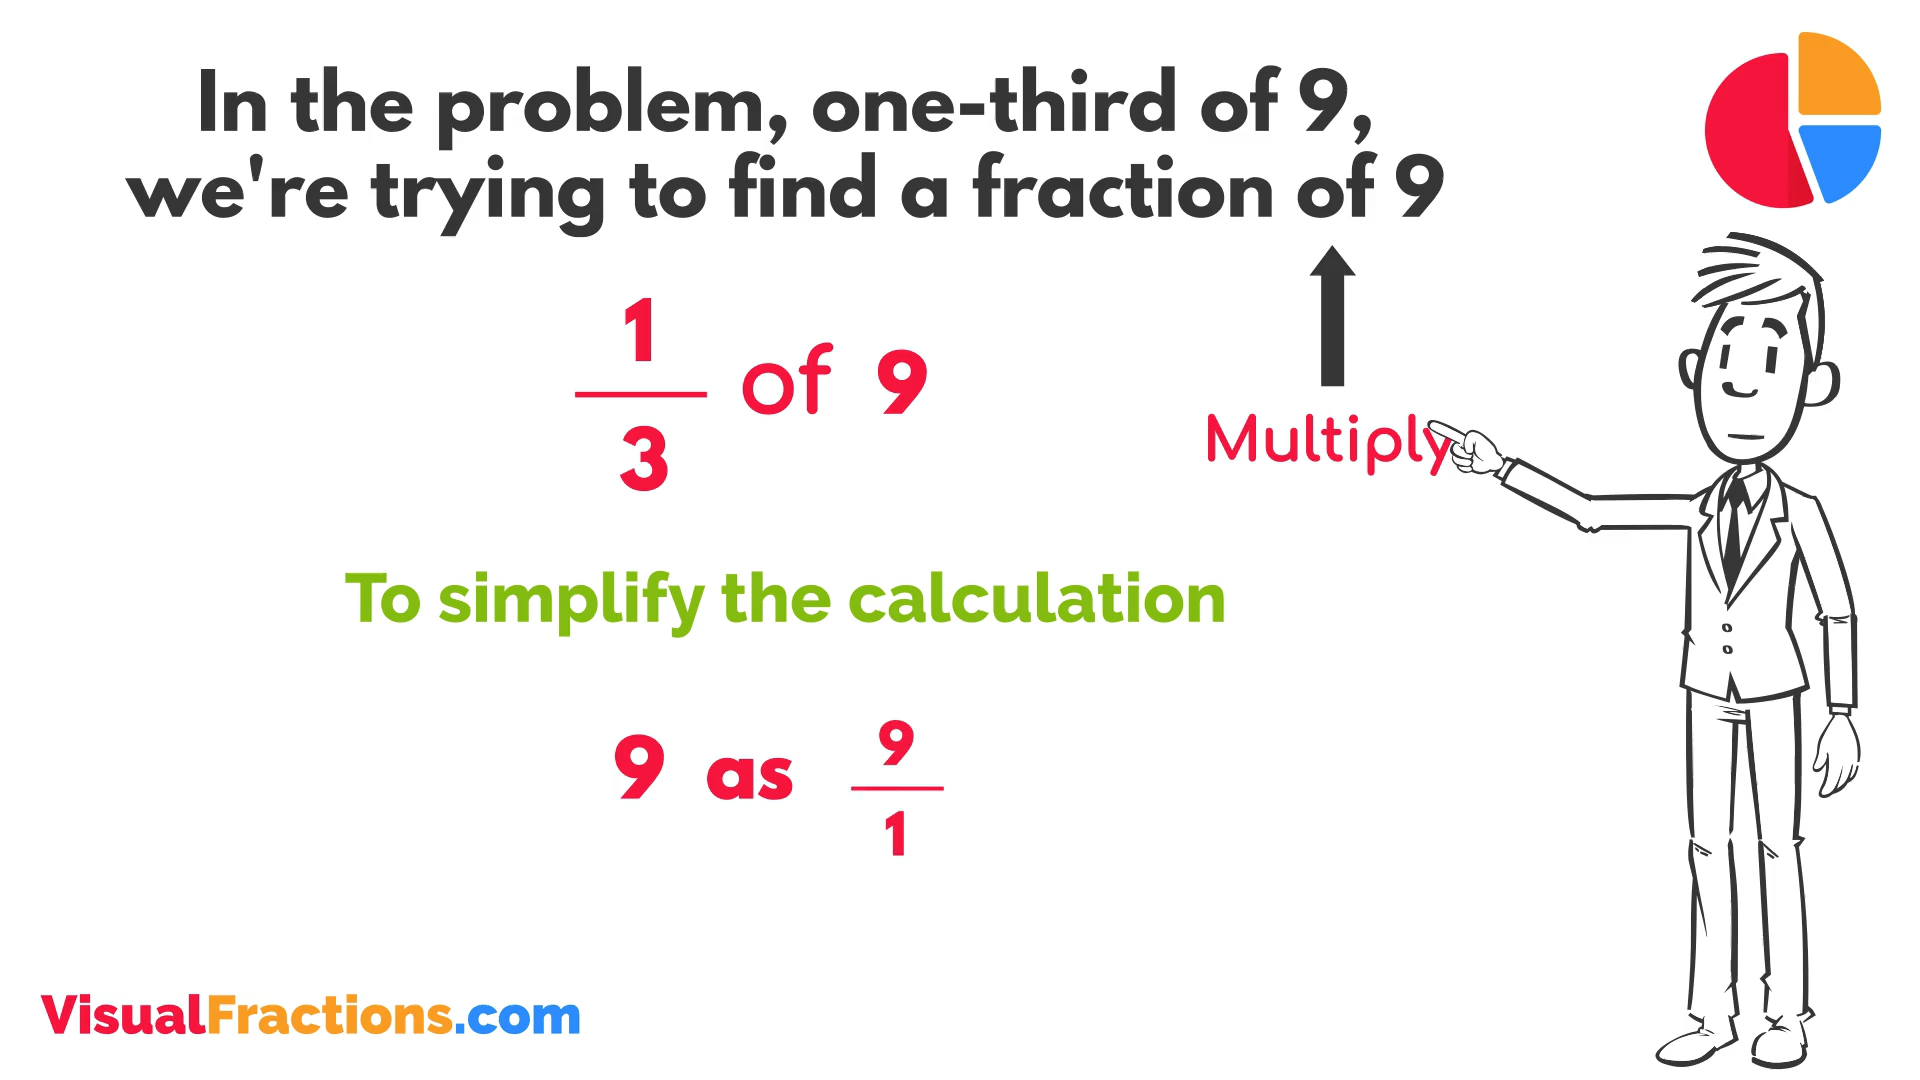 In the problem, one-third of 9,
we're trying to find a fraction of 9
1
3
of 9
Multiply
To simplify the calculation
9 as
9
1
VisualFractions.com